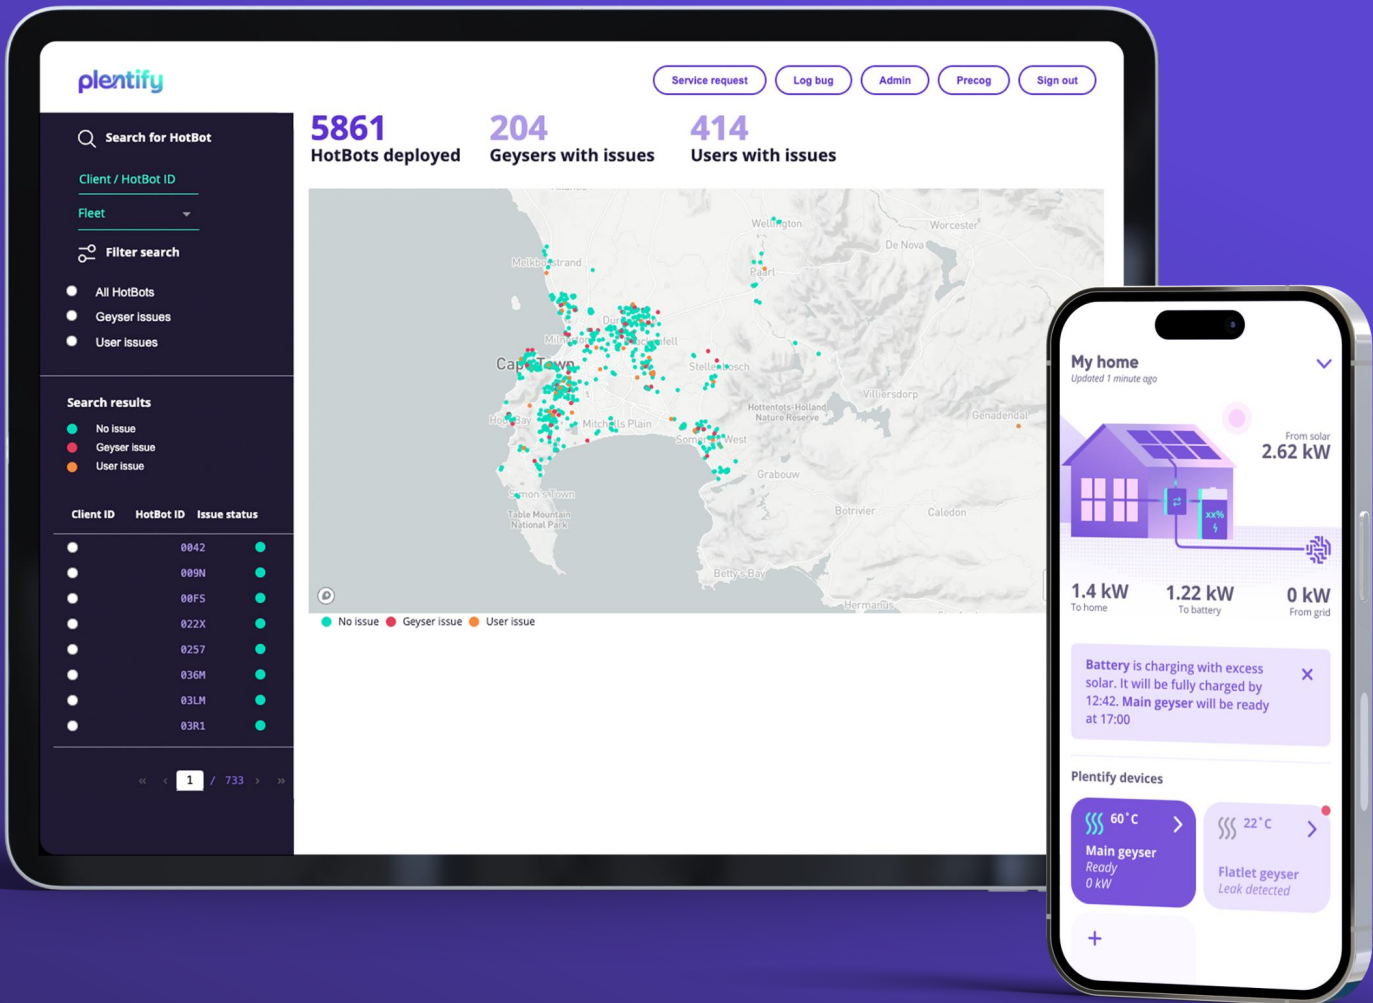 plentify
Service request
Log bug
Admin
Precog
Sign out
Search for HotBot
Client / HotBot ID
Fleet
Filter search
All HotBots
Geyser issues
User issues
Search results
No issue
Geyser issue
User issue
Client ID HotBot ID Issue status
0042
009N
00FS
022X
0257
036M
03LM
03R1
« ‹ 1 / 733 › »
5861
HotBots deployed
204
Geysers with issues
414
Users with issues
Wellington
Worcester
De Nova
Melkbosstrand
Paarl
Cape Town
Stellenbosch
Villiersdorp
Hottentots-Holland
Nature Reserve
Genadendal
Hout Bay
Mitchells Plain
Somerset West
Grabouw
Simon's Town
Table Mountain
National Park
Botrivier
Caledon
Betty's Bay
Hermanus
No issue Geyser issue User issue
My home
Updated 1 minute ago
From solar
2.62 kW
xx%
1.4 kW
To home
1.22 kW
To battery
0 kW
From grid
Battery is charging with excess
solar. It will be fully charged by
12:42. Main geyser will be ready
at 17:00
Plentify devices
60°C
Main geyser
Ready
0 kW
22°C
Flatlet geyser
Leak detected
+